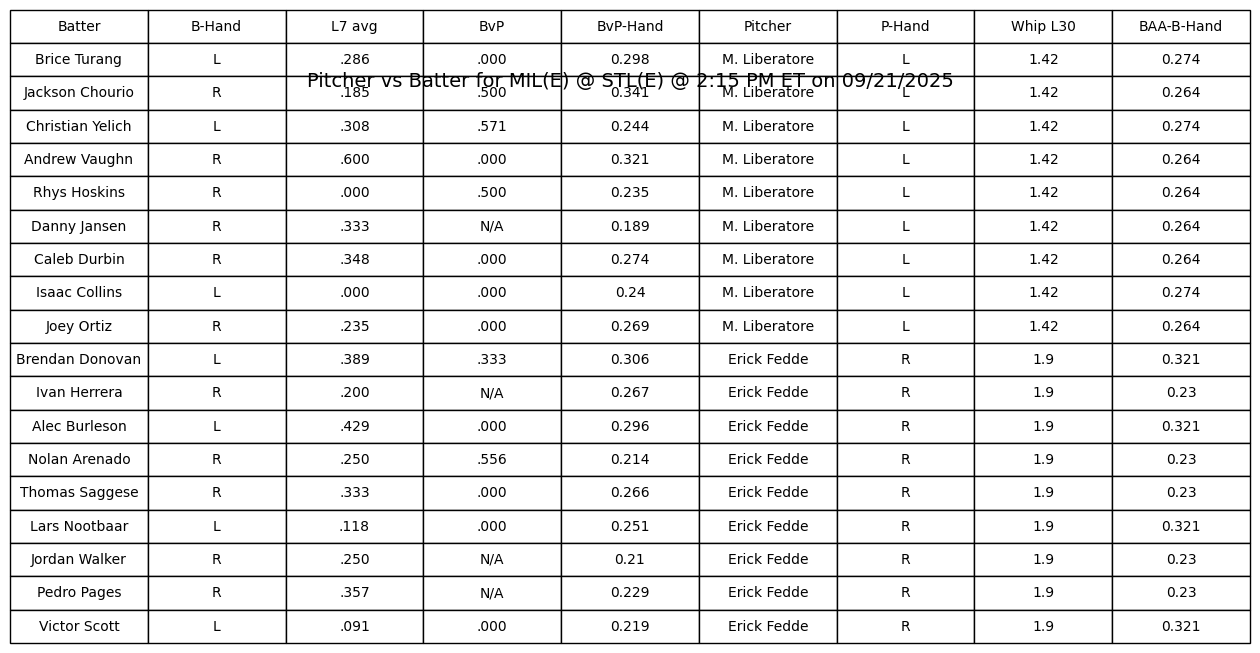 Batter B-Hand L7 avg BvP BvP-Hand Pitcher P-Hand Whip L30 BAA-B-Hand
Brice Turang L .286 .000 0.298 M. Liberatore L 1.42 0.274
Pitcher vs Batter for MIL(E) @ STL(E) @ 2:15 PM ET on 09/21/2025
Jackson Chourio R .185 .500 0.341 M. Liberatore L 1.42 0.264
Christian Yelich L .308 .571 0.244 M. Liberatore L 1.42 0.274
Andrew Vaughn R .600 .000 0.321 M. Liberatore L 1.42 0.264
Rhys Hoskins R .000 .500 0.235 M. Liberatore L 1.42 0.264
Danny Jansen R .333 N/A 0.189 M. Liberatore L 1.42 0.264
Caleb Durbin R .348 .000 0.274 M. Liberatore L 1.42 0.264
Isaac Collins L .000 .000 0.24 M. Liberatore L 1.42 0.274
Joey Ortiz R .235 .000 0.269 M. Liberatore L 1.42 0.264
Brendan Donovan L .389 .333 0.306 Erick Fedde R 1.9 0.321
Ivan Herrera R .200 N/A 0.267 Erick Fedde R 1.9 0.23
Alec Burleson L .429 .000 0.296 Erick Fedde R 1.9 0.321
Nolan Arenado R .250 .556 0.214 Erick Fedde R 1.9 0.23
Thomas Saggese R .333 .000 0.266 Erick Fedde R 1.9 0.23
Lars Nootbaar L .118 .000 0.251 Erick Fedde R 1.9 0.321
Jordan Walker R .250 N/A 0.21 Erick Fedde R 1.9 0.23
Pedro Pages R .357 N/A 0.229 Erick Fedde R 1.9 0.23
Victor Scott L .091 .000 0.219 Erick Fedde R 1.9 0.321